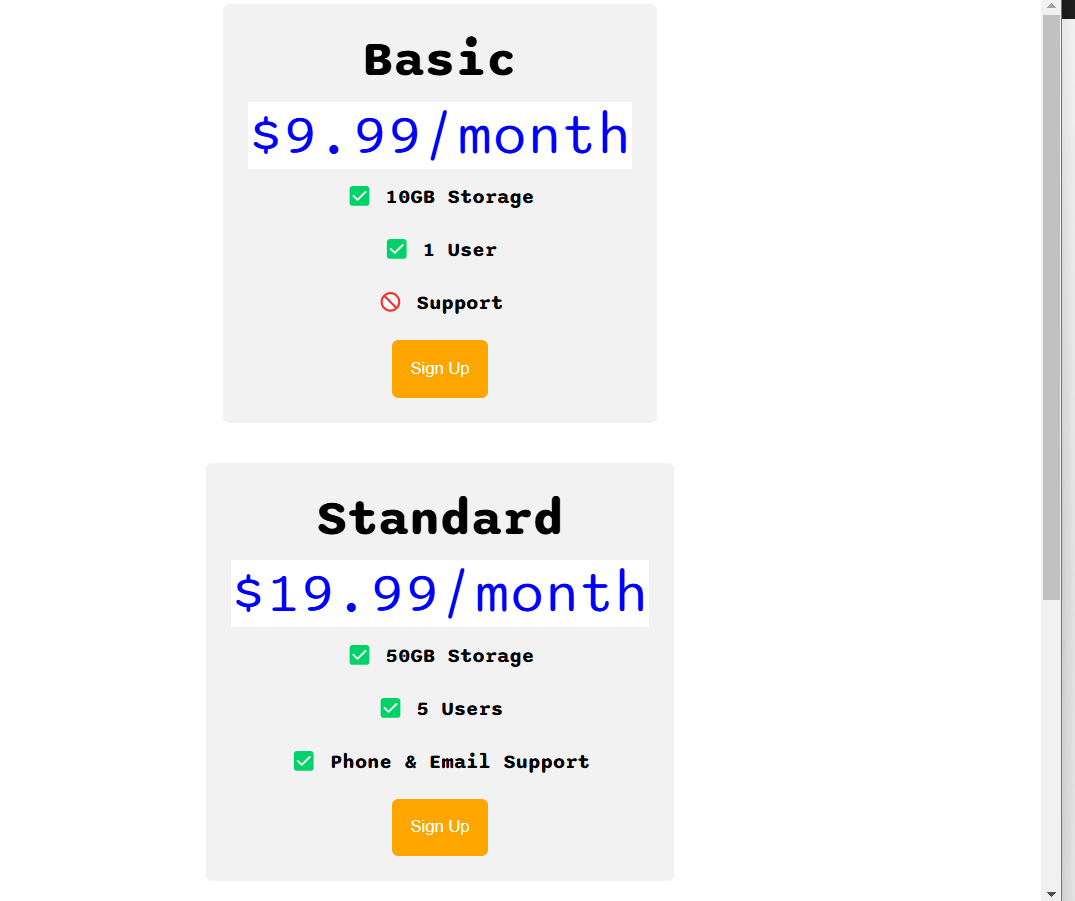 Basic
$9.99/month
✅ 10GB Storage
✅ 1 User
🚫 Support
Sign Up
Standard
$19.99/month
✅ 50GB Storage
✅ 5 Users
✅ Phone & Email Support
Sign Up